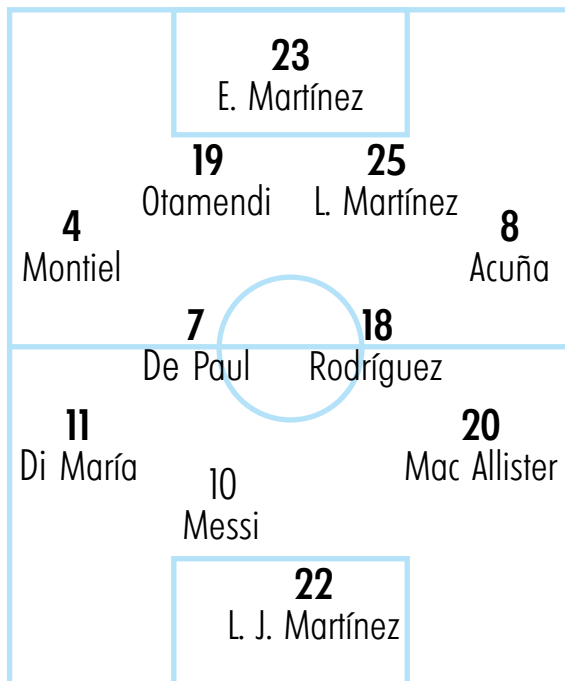 23
E. Martínez
19
Otamendi
25
L. Martínez
4
Montiel
8
Acuña
7
De Paul
18
Rodríguez
11
Di María
20
Mac Allister
10
Messi
22
L. J. Martínez